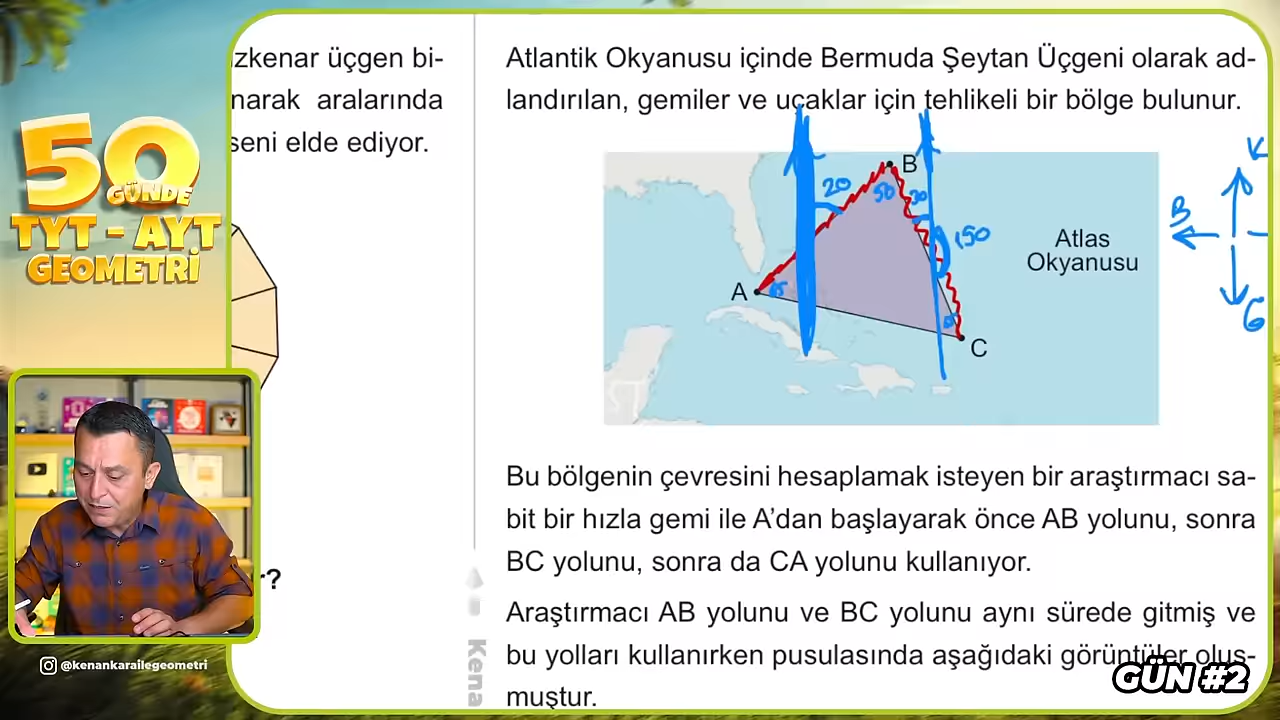 50
GÜNDE
TYT - AYT
GEOMETRİ
izkenar üçgen bi-
narak aralarında
seni elde ediyor.
r?
Atlantik Okyanusu içinde Bermuda Şeytan Üçgeni olarak ad-
landırılan, gemiler ve uçaklar için tehlikeli bir bölge bulunur.
B
20
50
30
150
A
C
Atlas
Okyanusu
K
B
G
Bu bölgenin çevresini hesaplamak isteyen bir araştırmacı sa-
bit bir hızla gemi ile A’dan başlayarak önce AB yolunu, sonra
BC yolunu, sonra da CA yolunu kullanıyor.
Araştırmacı AB yolunu ve BC yolunu aynı sürede gitmiş ve
bu yolları kullanırken pusulasında aşağıdaki görüntüler oluş-
muştur.
Kena
@kenankarailegeometri
GÜN #2